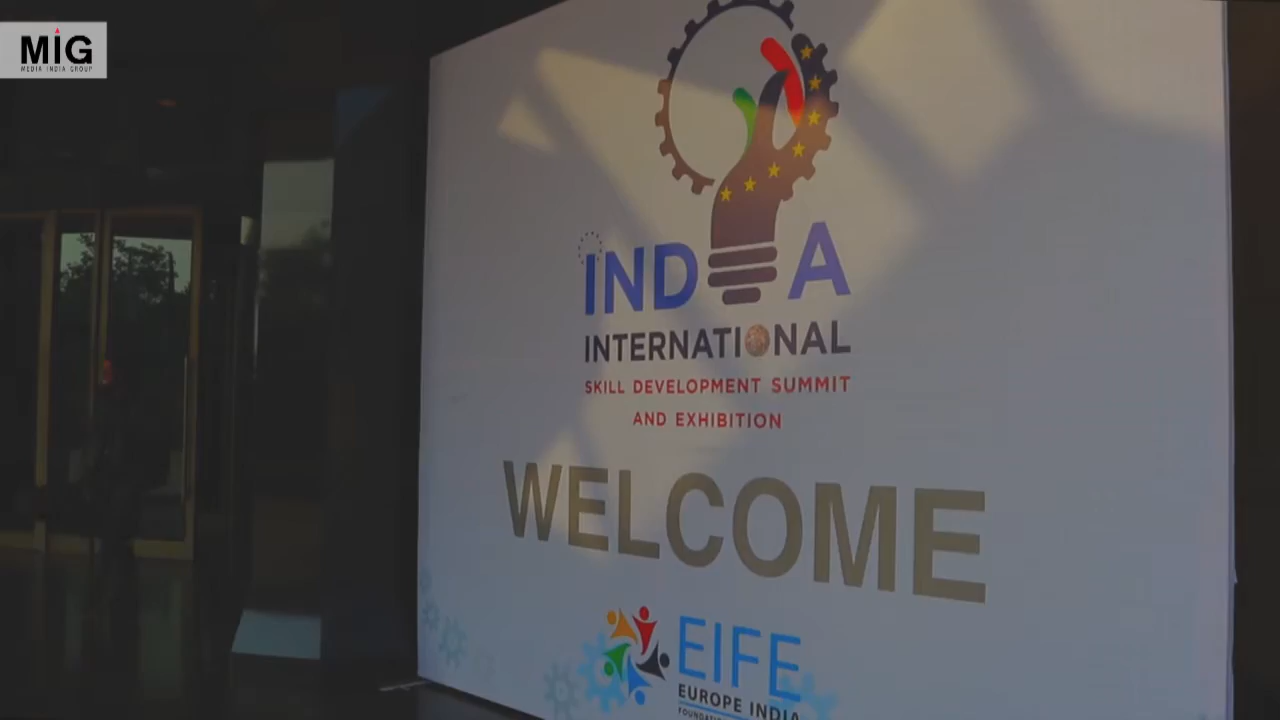 MIG
MEDIA INDIA GROUP
INDIA
INTERNATIONAL
SKILL DEVELOPMENT SUMMIT
AND EXHIBITION
WELCOME
EIFE
EUROPE INDIA